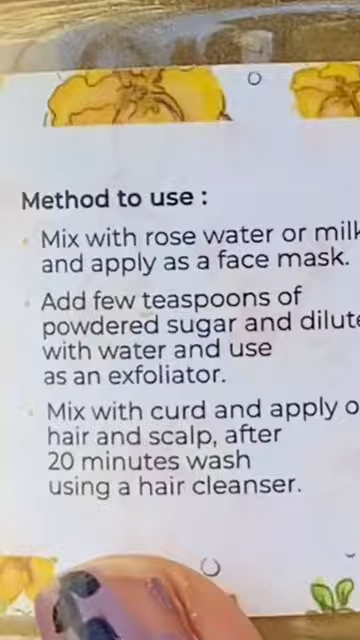 Method to use :
Mix with rose water or milk
and apply as a face mask.
Add few teaspoons of
powdered sugar and dilute
with water and use
as an exfoliator.
Mix with curd and apply o
hair and scalp, after
20 minutes wash
using a hair cleanser.